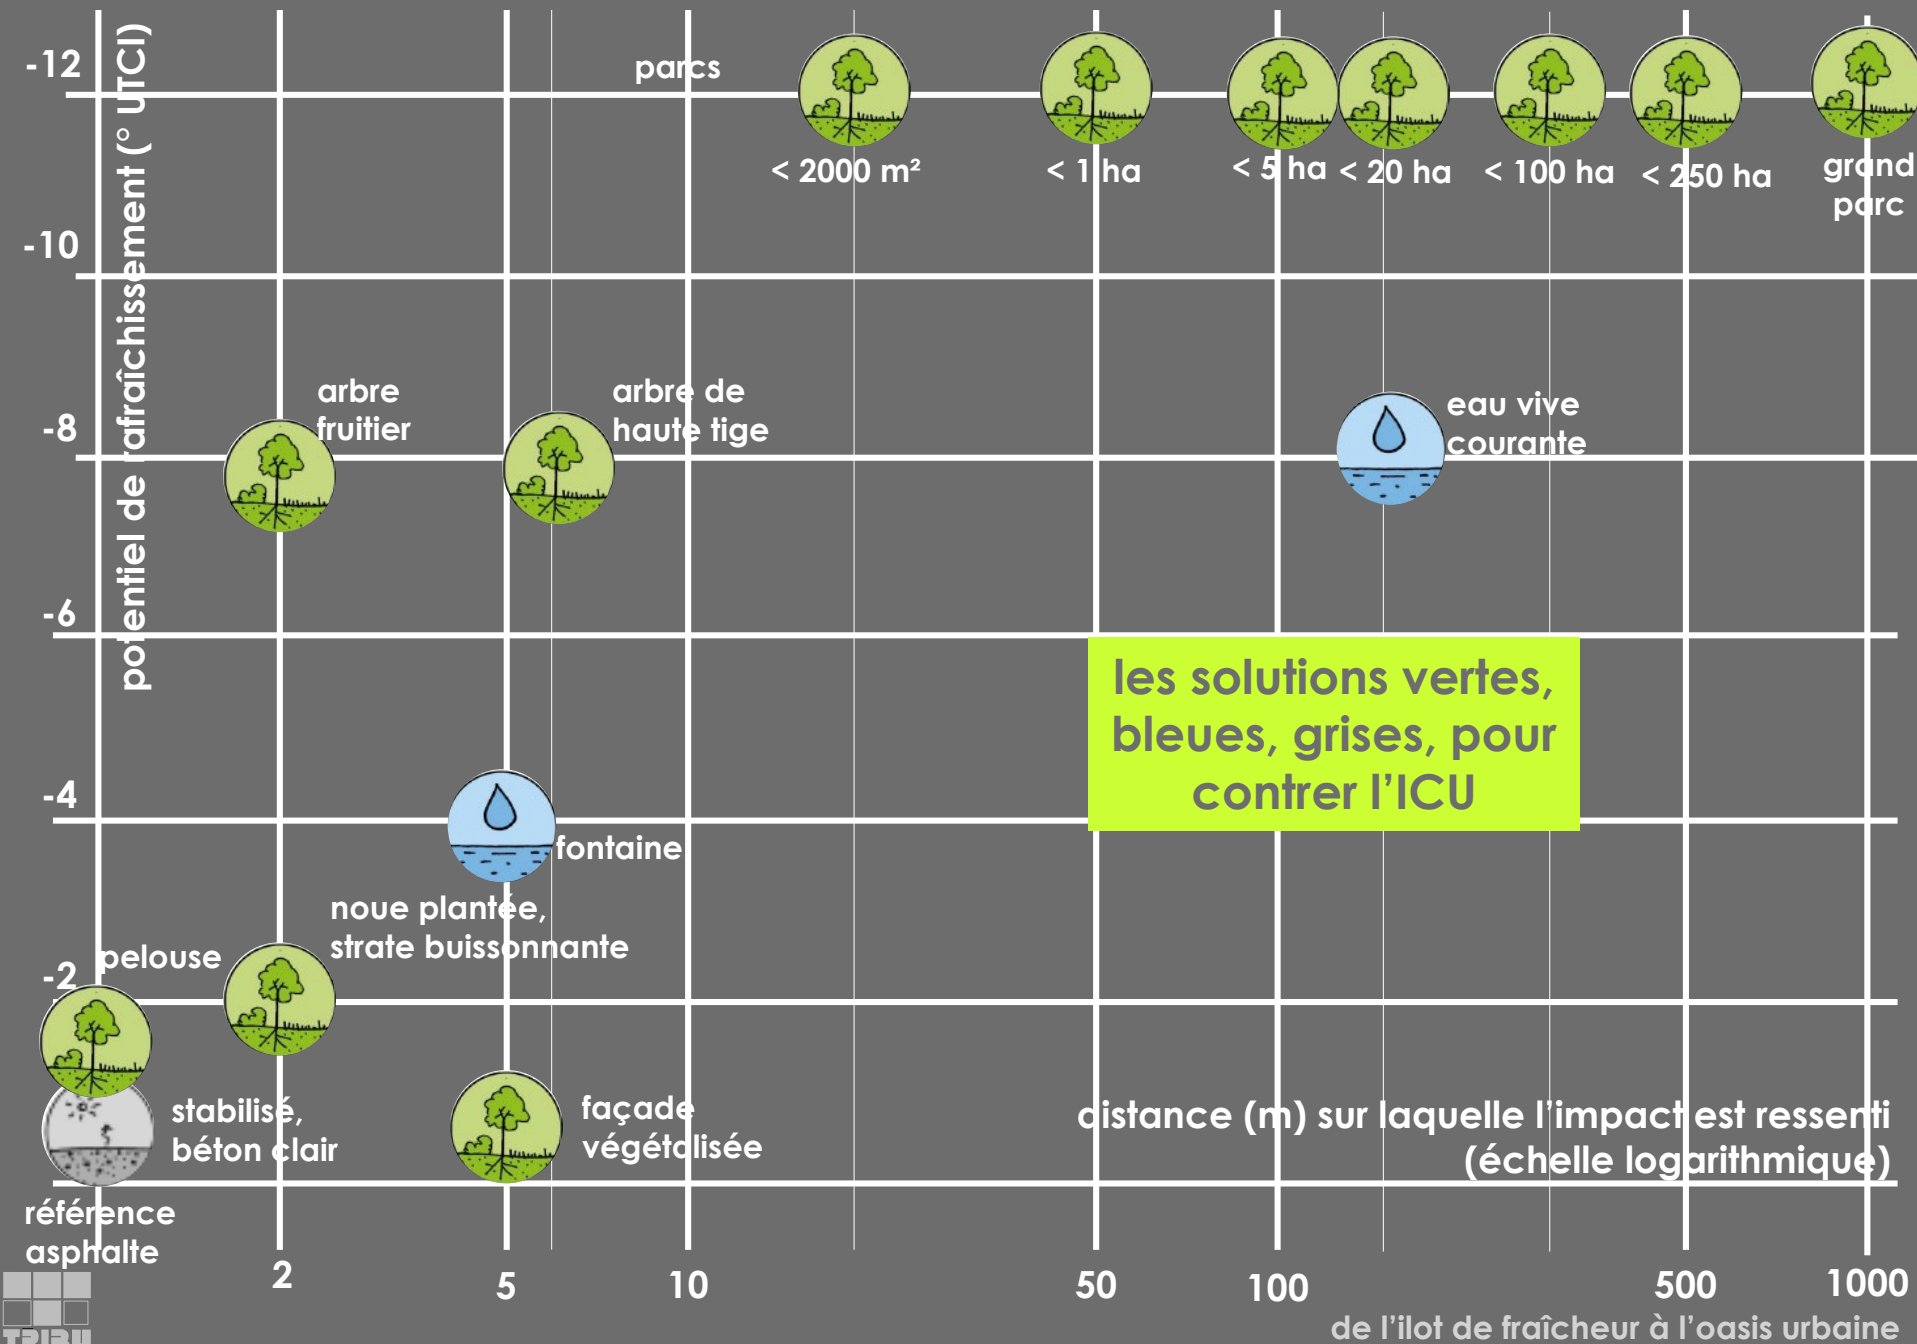 potentiel de rafraîchissement (° UTCI)
-12
-10
-8
-6
-4
-2
parcs
< 2000 m²
< 1 ha
< 5 ha
< 20 ha
< 100 ha
< 250 ha
grand
parc
arbre
fruitier
arbre de
haute tige
eau vive
courante
les solutions vertes,
bleues, grises, pour
contrer l'ICU
fontaine
noue plantée,
strate buissonnante
pelouse
stabilisé,
béton clair
façade
végétalisée
distance (m) sur laquelle l'impact est ressenti
(échelle logarithmique)
référence
asphalte
2
5
10
50
100
500
1000
de l'ilot de fraîcheur à l'oasis urbaine
TRIBU